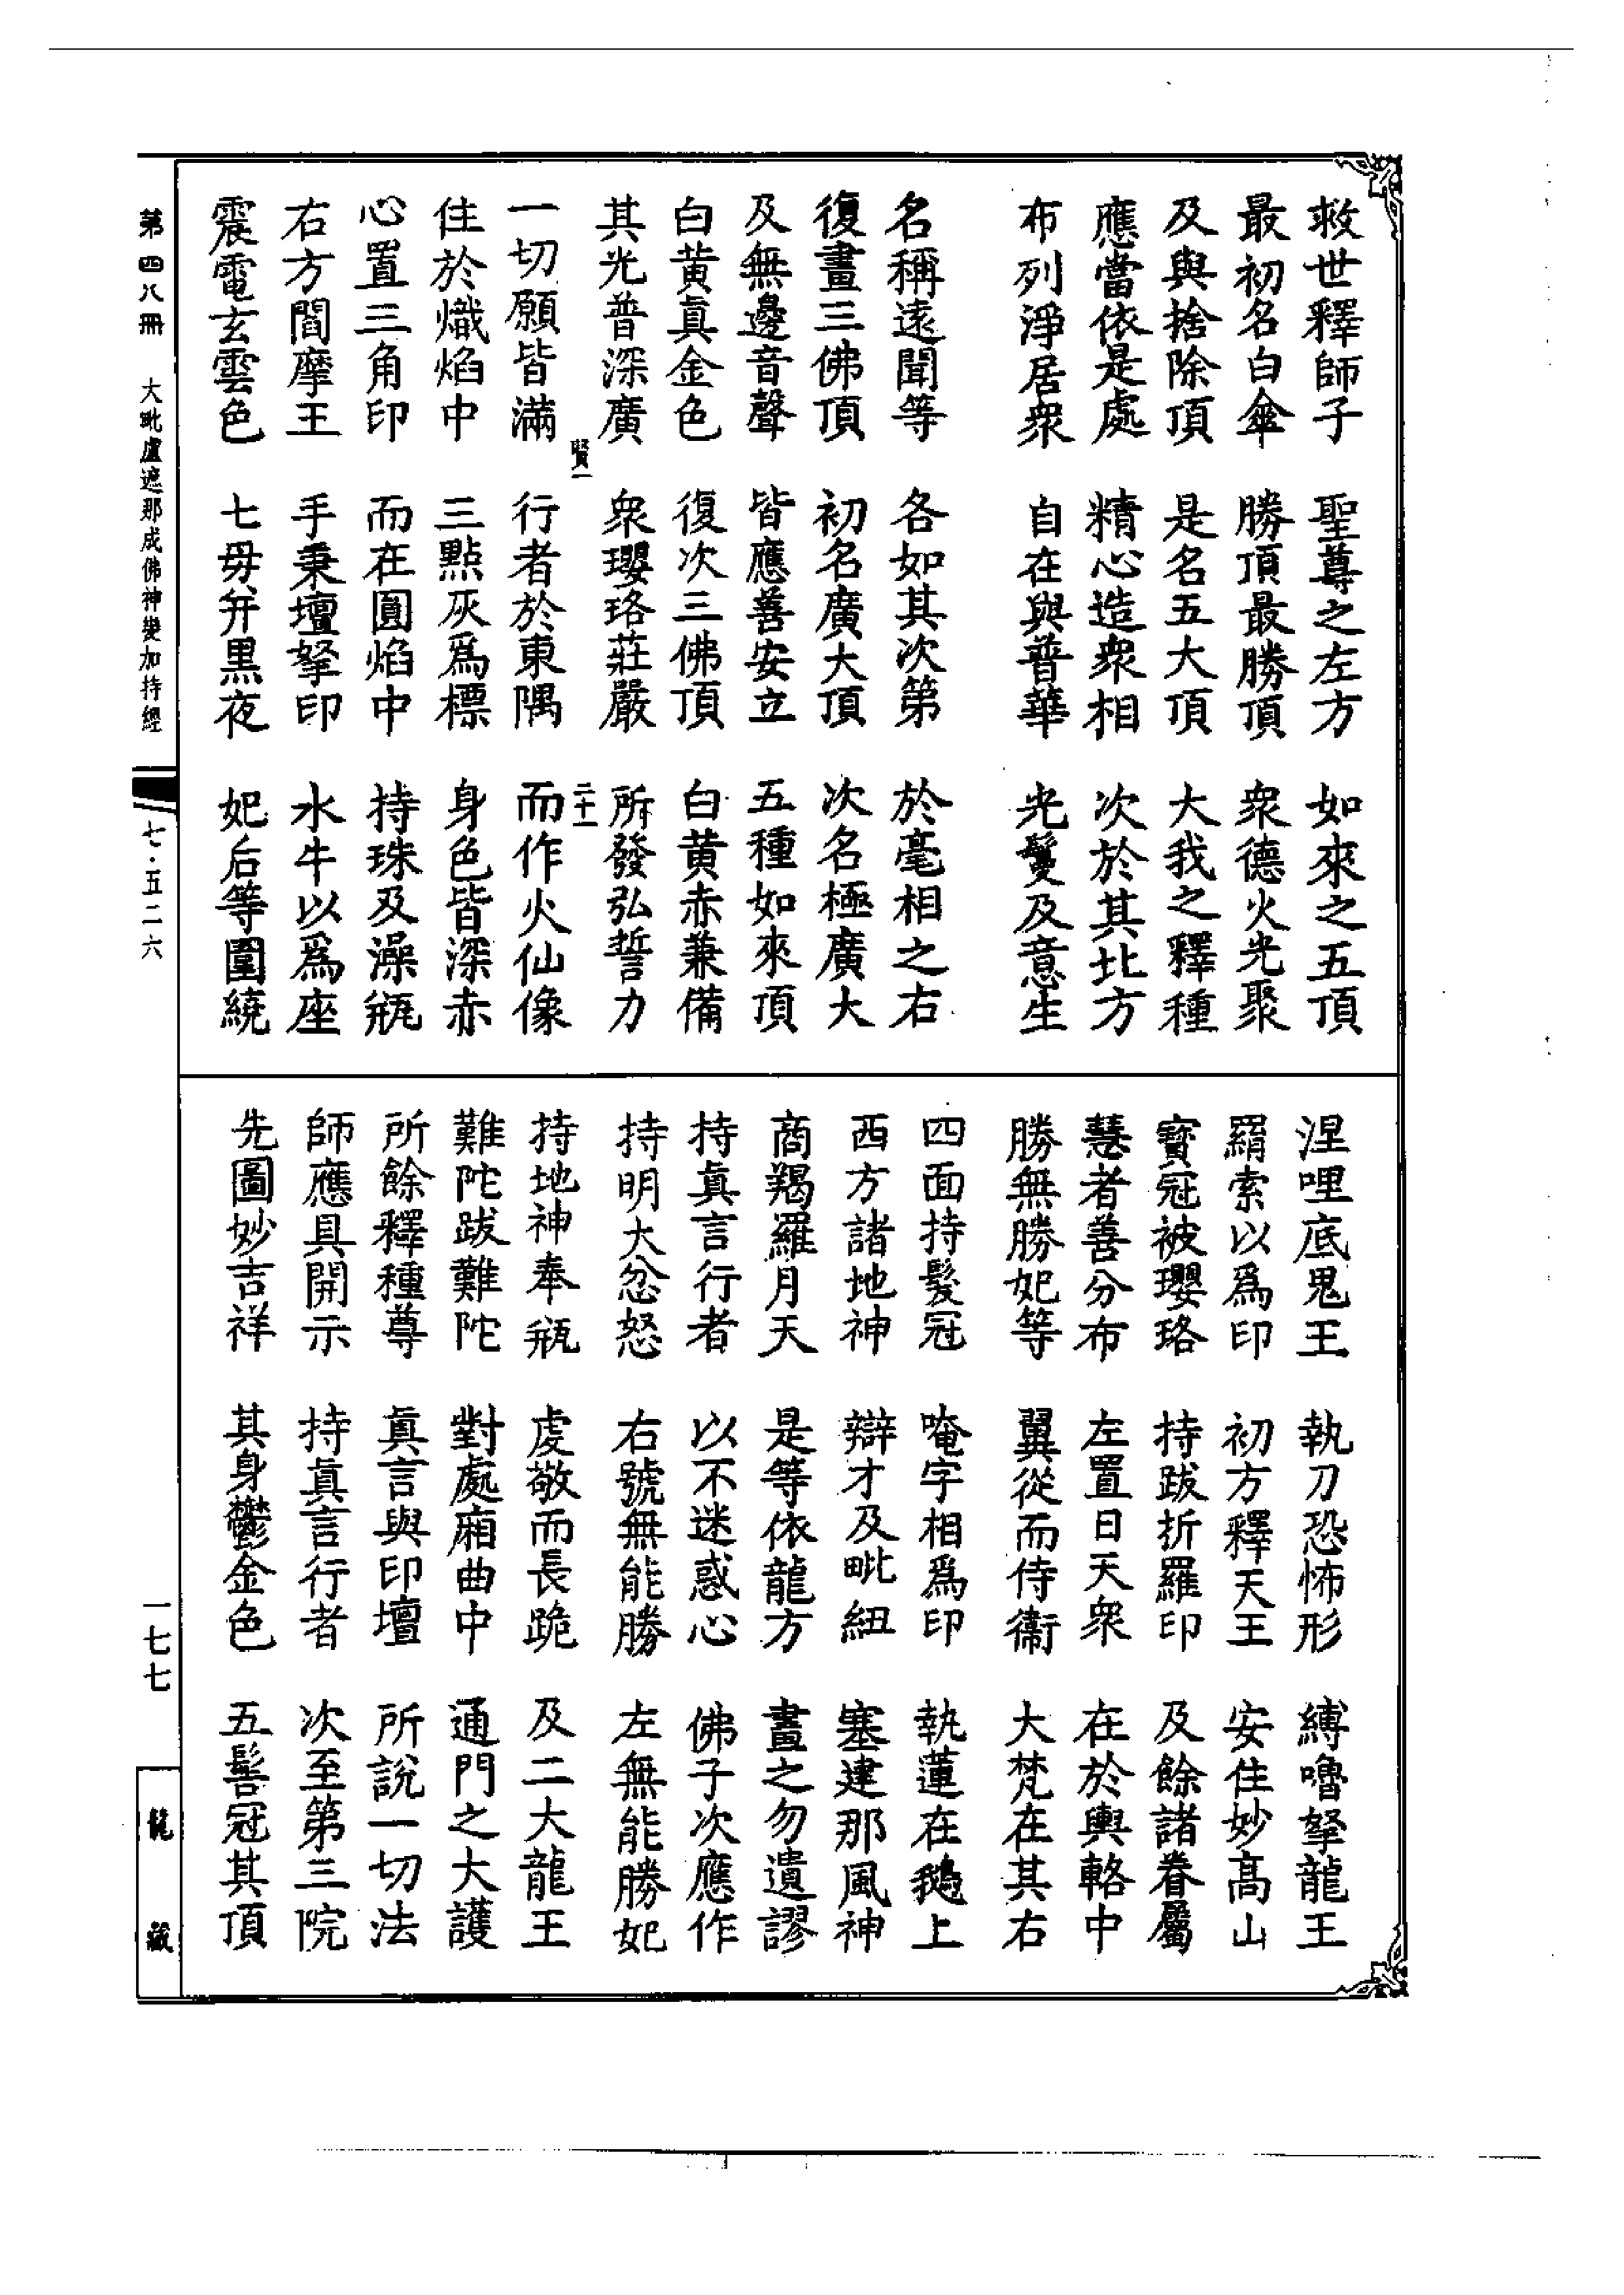 救世釋師子　聖尊之左方　如來之五頂
最初名白傘　勝頂最勝頂　衆德火光聚
及與捨除頂　是名五大頂　大我之釋種
應當依是處　精心造衆相　次於其北方
布列淨居衆　自在與普華　光鬘及意生
名稱遠聞等　各如其次第　於毫相之右
復畫三佛頂　初名廣大頂　次名極廣大
及無邊音聲　皆應善安立　五種如來頂
白黄眞金色　復次三佛頂　白黄赤兼備
其光普深廣　衆瓔珞莊嚴　所發弘誓力
賢一　二十一
一切願皆滿　行者於東隅　而作火仙像
住於熾焰中　三點灰爲標　身色皆深赤
心置三角印　而在圓焰中　持珠及澡瓶
右方閻摩王　手秉壇拏印　水牛以爲座
震電玄雲色　七毋并黒夜　妃后等圍繞
涅哩底鬼王　執刀恐怖形　縛嚕拏龍王
羂索以爲印　初方釋天王　安住妙高山
寳冠被瓔珞　持跋折羅印　及餘諸眷屬
慧者善分布　左置日天衆　在於輿輅中
勝無勝妃等　翼從而侍衞　大梵在其右
四面持髮冠　唵字相爲印　執蓮在鵝上
西方諸地神　辯才及毗紐　塞建那風神
商羯羅月天　是等依龍方　畫之勿遺謬
持眞言行者　以不迷惑心　佛子次應作
持明大忿怒　右號無能勝　左無能勝妃
持地神奉瓶　虔敬而長跪　及二大龍王
難陀跋難陀　對處廂曲中　通門之大護
所餘釋種尊　眞言與印壇　所說一切法
師應具開示　持眞言行者　次至第三院
先圖妙吉祥　其身鬱金色　五髻冠其頂
第四八冊　大毗盧遮那成佛神變加持經　七·五二六
一七七
龍藏